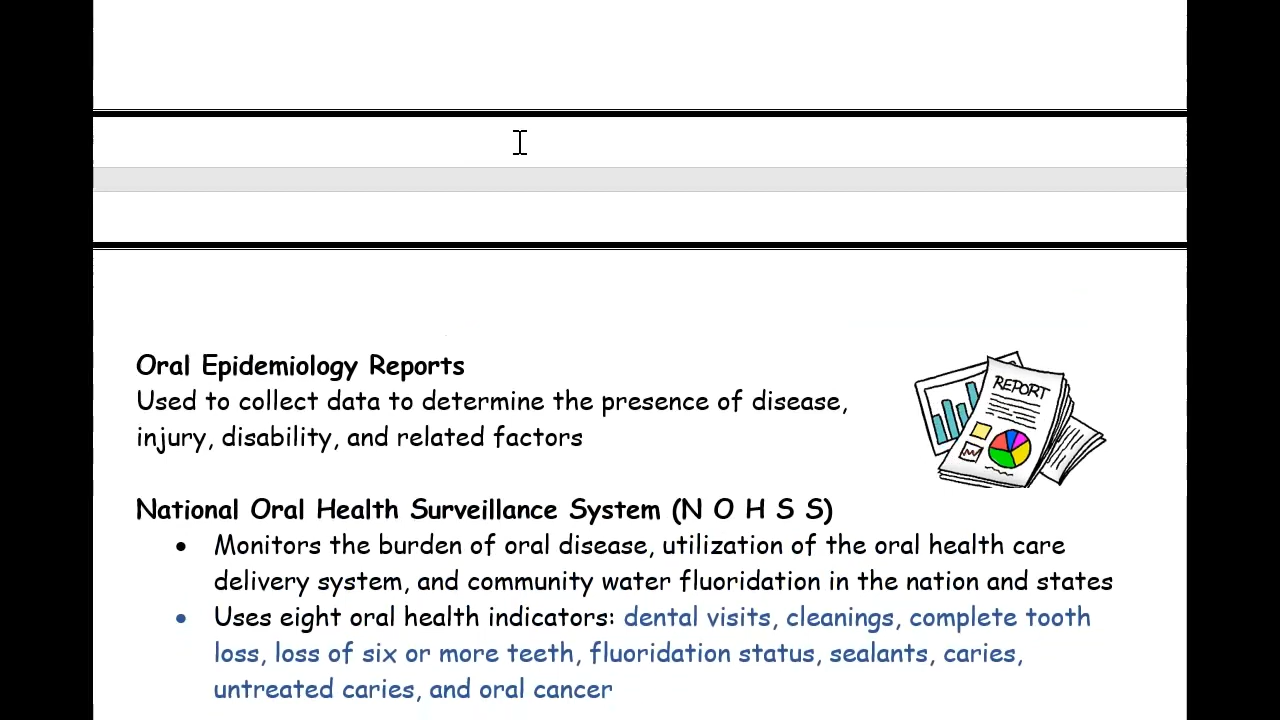 Oral Epidemiology Reports
Used to collect data to determine the presence of disease,
injury, disability, and related factors
REPORT
National Oral Health Surveillance System (N O H S S)
• Monitors the burden of oral disease, utilization of the oral health care
delivery system, and community water fluoridation in the nation and states
• Uses eight oral health indicators: dental visits, cleanings, complete tooth
loss, loss of six or more teeth, fluoridation status, sealants, caries,
untreated caries, and oral cancer